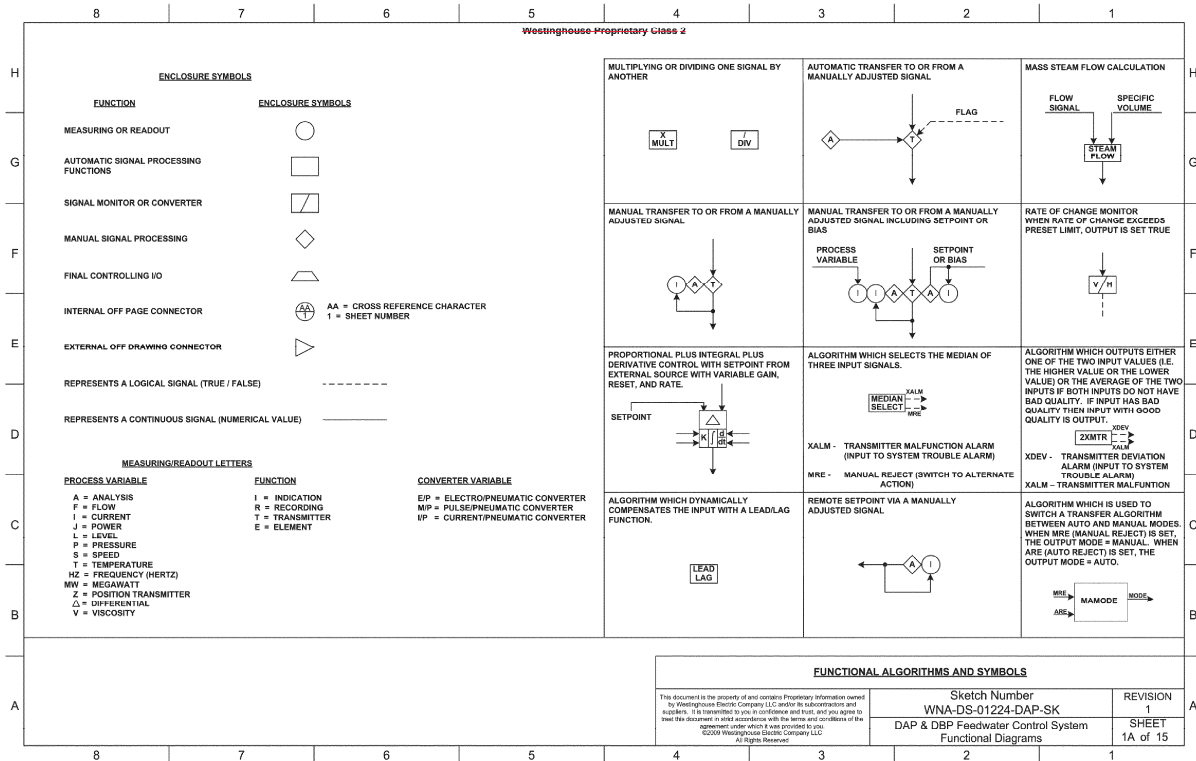 8 7 6 5 4 3 2 1
Westinghouse Proprietary Class 2
H
G
F
E
D
C
B
A
ENCLOSURE SYMBOLS
FUNCTION ENCLOSURE SYMBOLS
MEASURING OR READOUT
AUTOMATIC SIGNAL PROCESSING
FUNCTIONS
SIGNAL MONITOR OR CONVERTER
MANUAL SIGNAL PROCESSING
FINAL CONTROLLING I/O
INTERNAL OFF PAGE CONNECTOR
AA
1
AA = CROSS REFERENCE CHARACTER
1 = SHEET NUMBER
EXTERNAL OFF DRAWING CONNECTOR
REPRESENTS A LOGICAL SIGNAL (TRUE / FALSE)
REPRESENTS A CONTINUOUS SIGNAL (NUMERICAL VALUE)
MEASURING/READOUT LETTERS
PROCESS VARIABLE
A = ANALYSIS
F = FLOW
I = CURRENT
J = POWER
L = LEVEL
P = PRESSURE
S = SPEED
T = TEMPERATURE
HZ = FREQUENCY (HERTZ)
MW = MEGAWATT
Z = POSITION TRANSMITTER
△ = DIFFERENTIAL
V = VISCOSITY
FUNCTION
I = INDICATION
R = RECORDING
T = TRANSMITTER
E = ELEMENT
CONVERTER VARIABLE
E/P = ELECTRO/PNEUMATIC CONVERTER
M/P = PULSE/PNEUMATIC CONVERTER
I/P = CURRENT/PNEUMATIC CONVERTER
MULTIPLYING OR DIVIDING ONE SIGNAL BY
ANOTHER
X
MULT
/
DIV
AUTOMATIC TRANSFER TO OR FROM A
MANUALLY ADJUSTED SIGNAL
FLAG
A
T
MASS STEAM FLOW CALCULATION
FLOW
SIGNAL
SPECIFIC
VOLUME
STEAM
FLOW
MANUAL TRANSFER TO OR FROM A MANUALLY
ADJUSTED SIGNAL
I A T
MANUAL TRANSFER TO OR FROM A MANUALLY
ADJUSTED SIGNAL INCLUDING SETPOINT OR
BIAS
PROCESS
VARIABLE
SETPOINT
OR BIAS
I I A T A I
RATE OF CHANGE MONITOR
WHEN RATE OF CHANGE EXCEEDS
PRESET LIMIT, OUTPUT IS SET TRUE
V / H
PROPORTIONAL PLUS INTEGRAL PLUS
DERIVATIVE CONTROL WITH SETPOINT FROM
EXTERNAL SOURCE WITH VARIABLE GAIN,
RESET, AND RATE.
SETPOINT
△
K ∫ d
dt
ALGORITHM WHICH SELECTS THE MEDIAN OF
THREE INPUT SIGNALS.
MEDIAN
SELECT
XALM
MRE
XALM - TRANSMITTER MALFUNCTION ALARM
(INPUT TO SYSTEM TROUBLE ALARM)
MRE - MANUAL REJECT (SWITCH TO ALTERNATE
ACTION)
ALGORITHM WHICH OUTPUTS EITHER
ONE OF THE TWO INPUT VALUES (I.E.
THE HIGHER VALUE OR THE LOWER
VALUE) OR THE AVERAGE OF THE TWO
INPUTS IF BOTH INPUTS DO NOT HAVE
BAD QUALITY. IF INPUT HAS BAD
QUALITY THEN INPUT WITH GOOD
QUALITY IS OUTPUT.
2XMTR
XDEV
XALM
XDEV - TRANSMITTER DEVIATION
ALARM (INPUT TO SYSTEM
TROUBLE ALARM)
XALM – TRANSMITTER MALFUNTION
ALGORITHM WHICH DYNAMICALLY
COMPENSATES THE INPUT WITH A LEAD/LAG
FUNCTION.
LEAD
LAG
REMOTE SETPOINT VIA A MANUALLY
ADJUSTED SIGNAL
A I
ALGORITHM WHICH IS USED TO
SWITCH A TRANSFER ALGORITHM
BETWEEN AUTO AND MANUAL MODES.
WHEN MRE (MANUAL REJECT) IS SET,
THE OUTPUT MODE = MANUAL. WHEN
ARE (AUTO REJECT) IS SET, THE
OUTPUT MODE = AUTO.
MRE
ARE
MAMODE
MODE
H
G
F
E
D
C
B
A
FUNCTIONAL ALGORITHMS AND SYMBOLS
This document is the property of and contains Proprietary Information owned
by Westinghouse Electric Company LLC and/or its subcontractors and
suppliers. It is transmitted to you in confidence and trust, and you agree to
treat this document in strict accordance with the terms and conditions of the
agreement under which it was provided to you.
©2009 Westinghouse Electric Company LLC
All Rights Reserved
Sketch Number
WNA-DS-01224-DAP-SK
DAP & DBP Feedwater Control System
Functional Diagrams
REVISION
1
SHEET
1A of 15
8 7 6 5 4 3 2 1